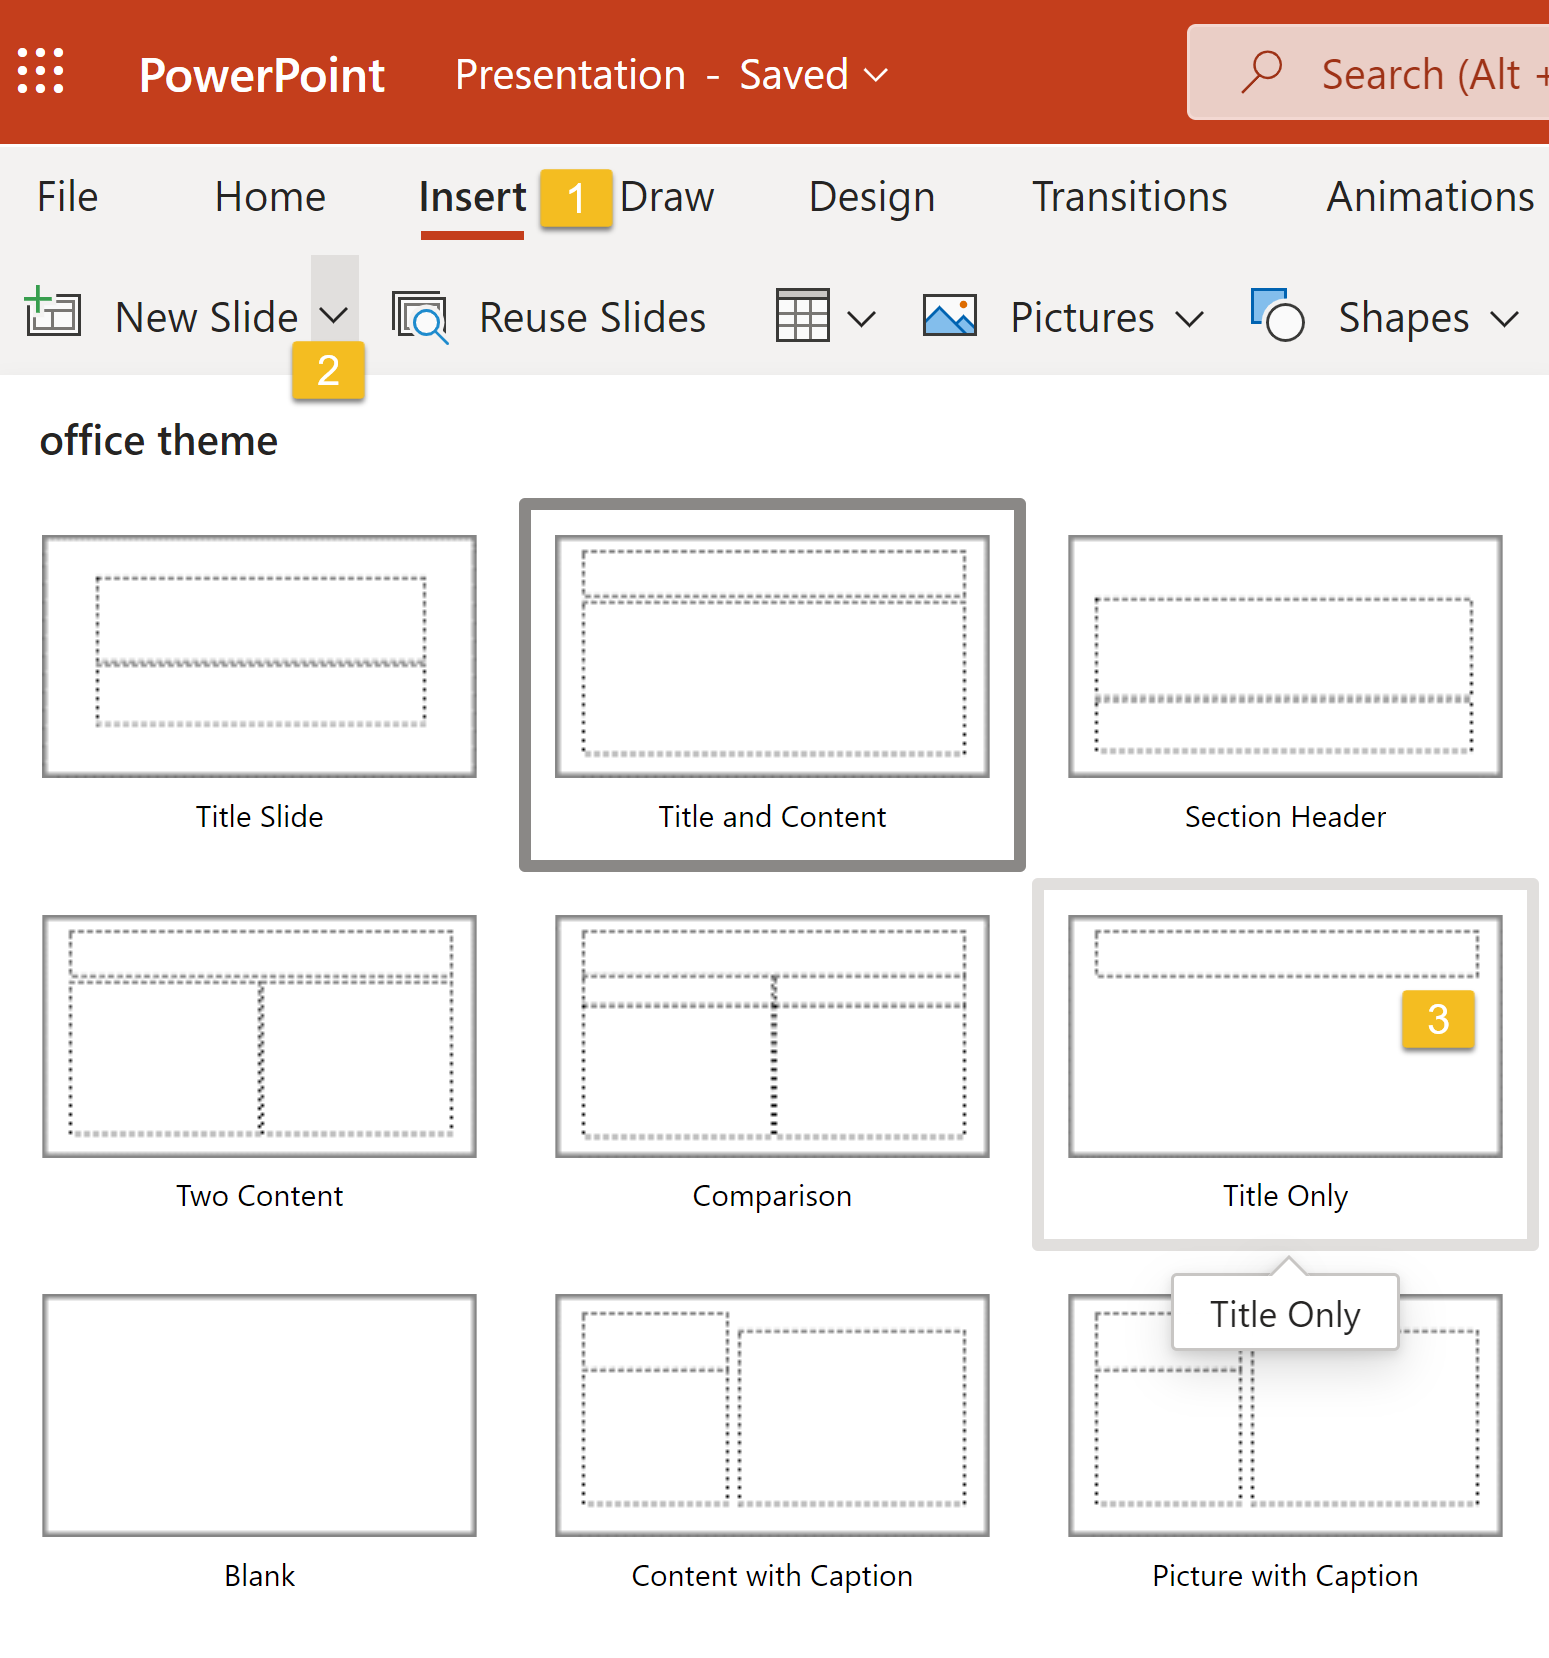 PowerPoint Presentation - Saved Search (Alt +
File Home Insert 1 Draw Design Transitions Animations
New Slide Reuse Slides Pictures Shapes
2
office theme
Title Slide Title and Content Section Header
3
Two Content Comparison Title Only
Title Only
Blank Content with Caption Picture with Caption